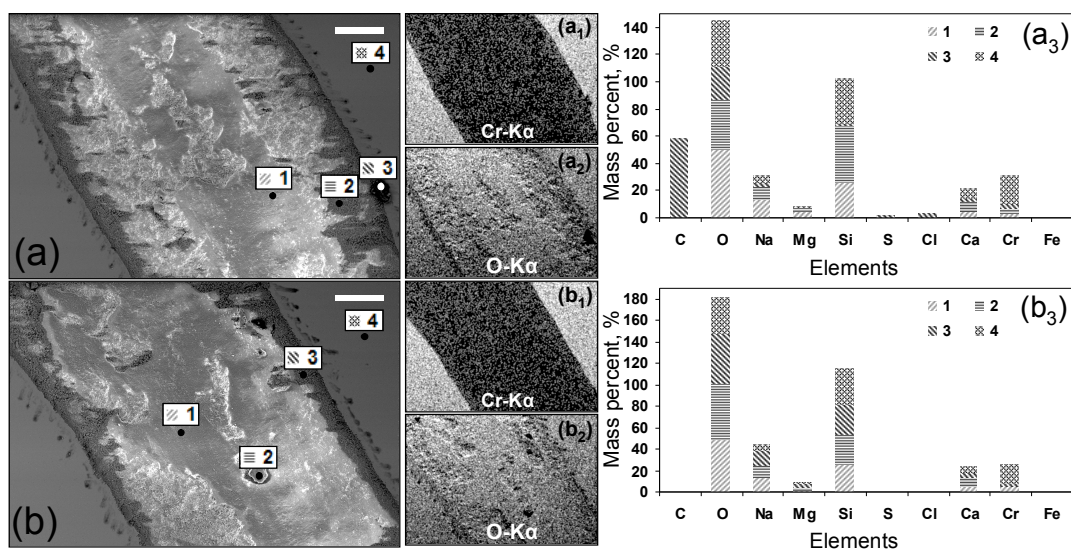 4
3
1
2
(a)
(a₁)
Cr-Kα
(a₂)
O-Kα
Mass percent, %
140
120
100
80
60
40
20
0
1 2
3 4
(a₃)
C O Na Mg Si S Cl Ca Cr Fe
Elements
4
3
1
2
(b)
(b₁)
Cr-Kα
(b₂)
O-Kα
Mass percent, %
180
160
140
120
100
80
60
40
20
0
1 2
3 4
(b₃)
C O Na Mg Si S Cl Ca Cr Fe
Elements